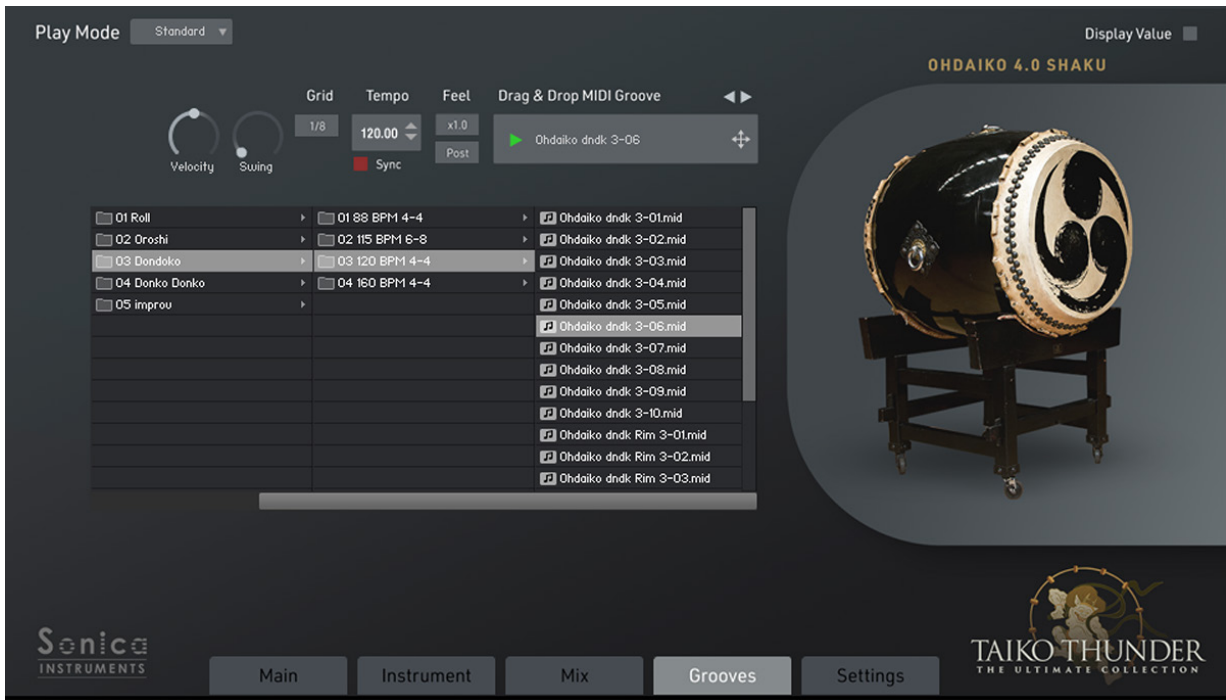 Play Mode Standard
Display Value
OHDAIKO 4.0 SHAKU
Grid Tempo Feel Drag & Drop MIDI Groove
1/8 120.00 x1.0
Ohdaiko dndk 3-06
Post
Velocity Swing Sync
01 Roll 01 88 BPM 4-4 Ohdaiko dndk 3-01.mid
02 Oroshi 02 115 BPM 6-8 Ohdaiko dndk 3-02.mid
03 Dondoko 03 120 BPM 4-4 Ohdaiko dndk 3-03.mid
04 Donko Donko 04 160 BPM 4-4 Ohdaiko dndk 3-04.mid
05 improv Ohdaiko dndk 3-05.mid
Ohdaiko dndk 3-06.mid
Ohdaiko dndk 3-07.mid
Ohdaiko dndk 3-08.mid
Ohdaiko dndk 3-09.mid
Ohdaiko dndk 3-10.mid
Ohdaiko dndk Rim 3-01.mid
Ohdaiko dndk Rim 3-02.mid
Ohdaiko dndk Rim 3-03.mid
Sonica
INSTRUMENTS
TAIKO THUNDER
THE ULTIMATE COLLECTION
Main Instrument Mix Grooves Settings